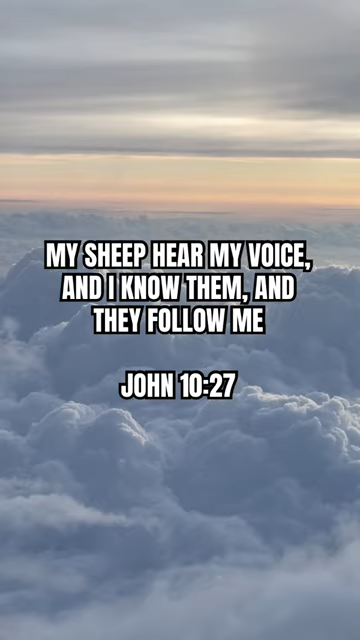 MY SHEEP HEAR MY VOICE,
AND I KNOW THEM, AND
THEY FOLLOW ME
JOHN 10:27